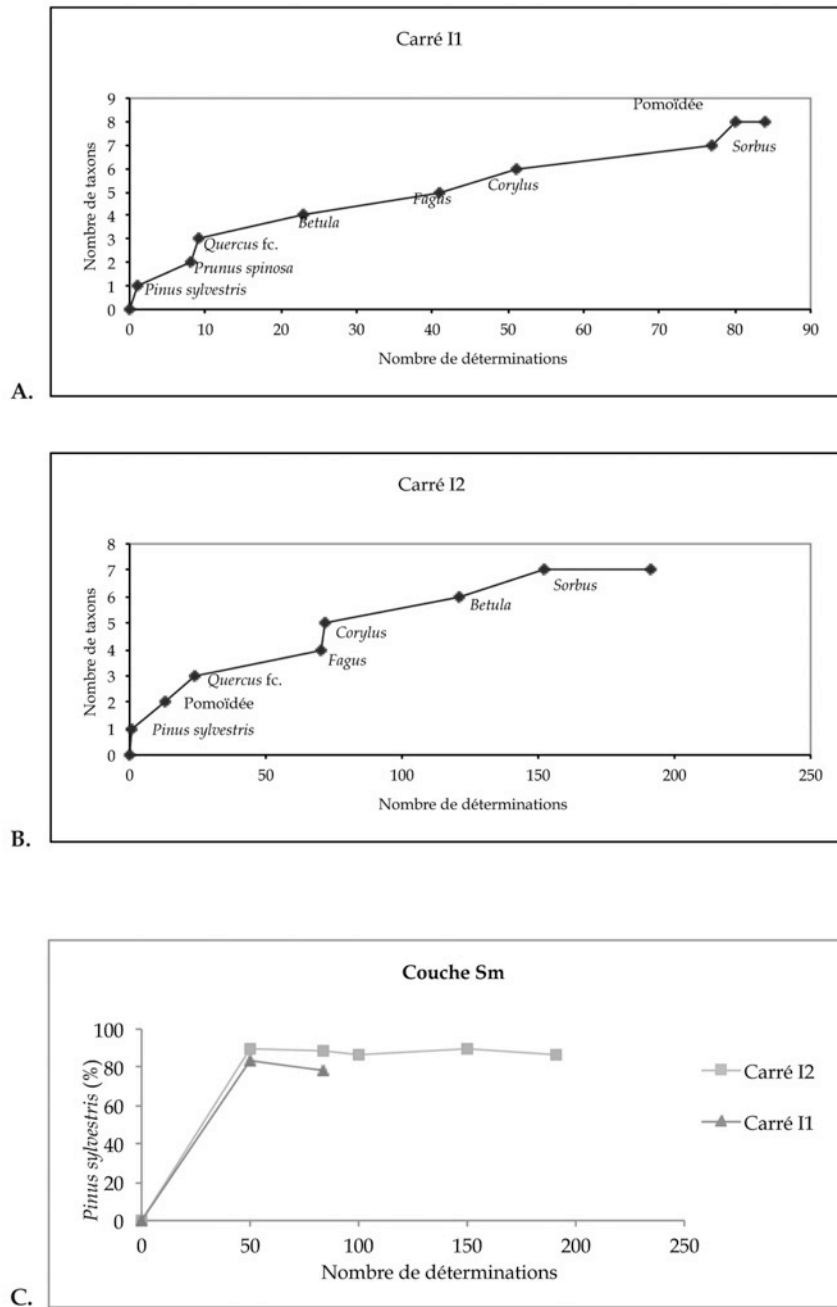 Carré I1
Nombre de taxons
9
8
7
6
5
4
3
2
1
0
Pomoïdée
Sorbus
Corylus
Fagus
Betula
Quercus fc.
Prunus spinosa
Pinus sylvestris
0 10 20 30 40 50 60 70 80 90
Nombre de déterminations
A.
Carré I2
Nombre de taxons
8
7
6
5
4
3
2
1
0
Sorbus
Betula
Corylus
Fagus
Quercus fc.
Pomoïdée
Pinus sylvestris
0 50 100 150 200 250
Nombre de déterminations
B.
Couche Sm
Pinus sylvestris (%)
100
80
60
40
20
0
Carré I2
Carré I1
0 50 100 150 200 250
Nombre de déterminations
C.